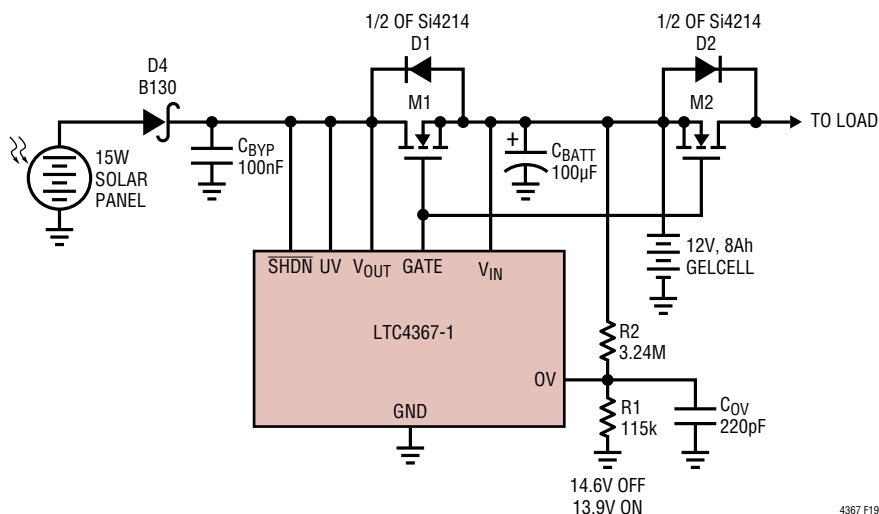 1/2 OF Si4214
D1
1/2 OF Si4214
D2
D4
B130
M1
M2
TO LOAD
CBYP
100nF
+
CBATT
100µF
15W
SOLAR
PANEL
12V, 8Ah
GELCELL
SHDN UV VOUT GATE VIN
LTC4367-1
R2
3.24M
OV
R1
115k
COV
220pF
GND
14.6V OFF
13.9V ON
4367 F19